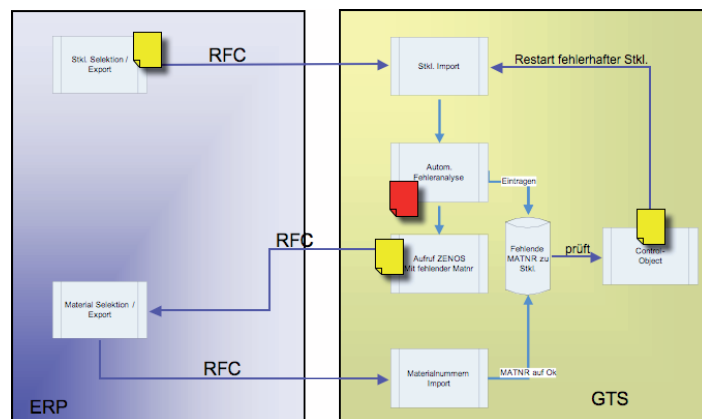 Stkl. Selektion /
Export
RFC
Stkl. Import
Restart fehlerhafter Stkl.
Autom.
Fehleranalyse
Eintragen
RFC
Aufruf ZENOS
Mit fehlender Matnr
Fehlende
MATNR zu
Stkl.
prüft
Control-
Object
Material Selektion /
Export
RFC
Materialnummern
Import
MATNR auf Ok
ERP
GTS